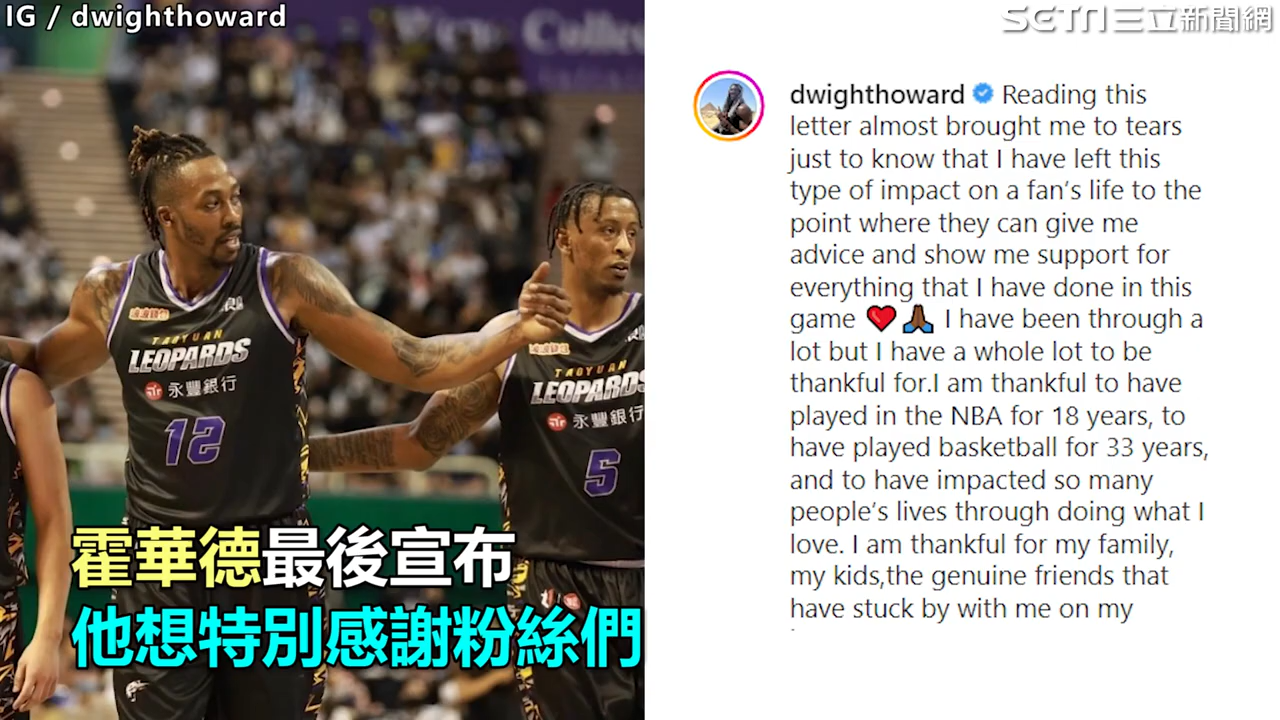 IG / dwighthoward
SETN三立新聞網
TAOYUAN
LEOPARDS
永豐銀行
12
TAOYUAN
LEOPARDS
永豐銀行
5
霍華德最後宣布
他想特別感謝粉絲們
dwighthoward Reading this
letter almost brought me to tears
just to know that I have left this
type of impact on a fan's life to the
point where they can give me
advice and show me support for
everything that I have done in this
game ❤️🙏🏾 I have been through a
lot but I have a whole lot to be
thankful for.I am thankful to have
played in the NBA for 18 years, to
have played basketball for 33 years,
and to have impacted so many
people's lives through doing what I
love. I am thankful for my family,
my kids,the genuine friends that
have stuck by with me on my